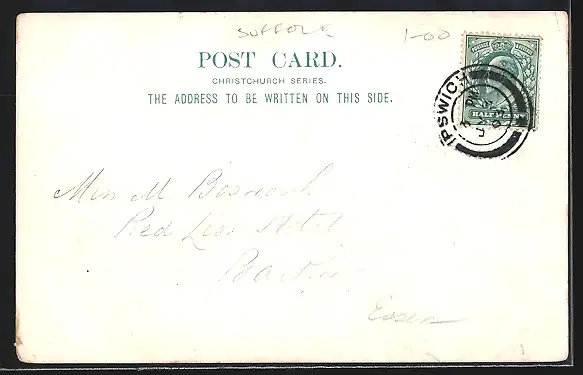 SUFFOLK
1-00
POST CARD.
CHRISTCHURCH SERIES.
THE ADDRESS TO BE WRITTEN ON THIS SIDE.
IPSWICH
HALFPENNY
Miss M
Red Lion Hotel
Essex